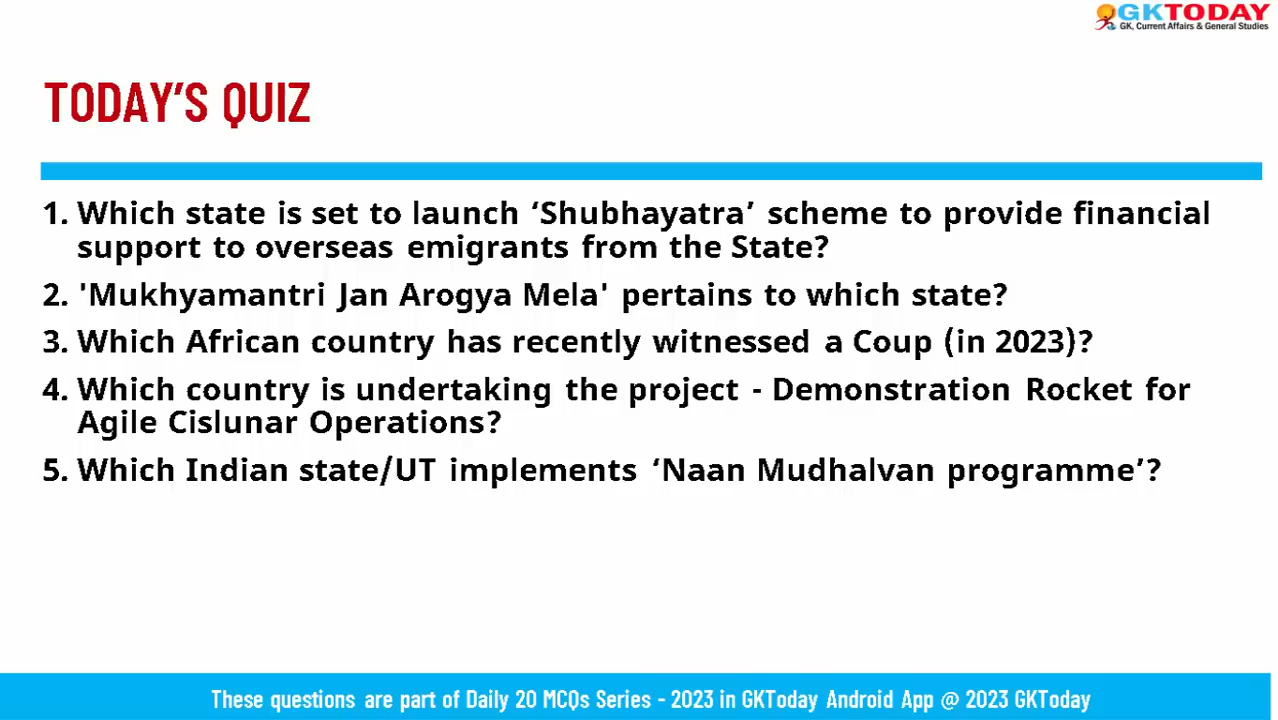 GKTODAY
GK, Current Affairs & General Studies
TODAY’S QUIZ
1. Which state is set to launch ‘Shubhayatra’ scheme to provide financial
support to overseas emigrants from the State?
2. 'Mukhyamantri Jan Arogya Mela' pertains to which state?
3. Which African country has recently witnessed a Coup (in 2023)?
4. Which country is undertaking the project - Demonstration Rocket for
Agile Cislunar Operations?
5. Which Indian state/UT implements ‘Naan Mudhalvan programme’?
These questions are part of Daily 20 MCQs Series - 2023 in GKToday Android App @ 2023 GKToday